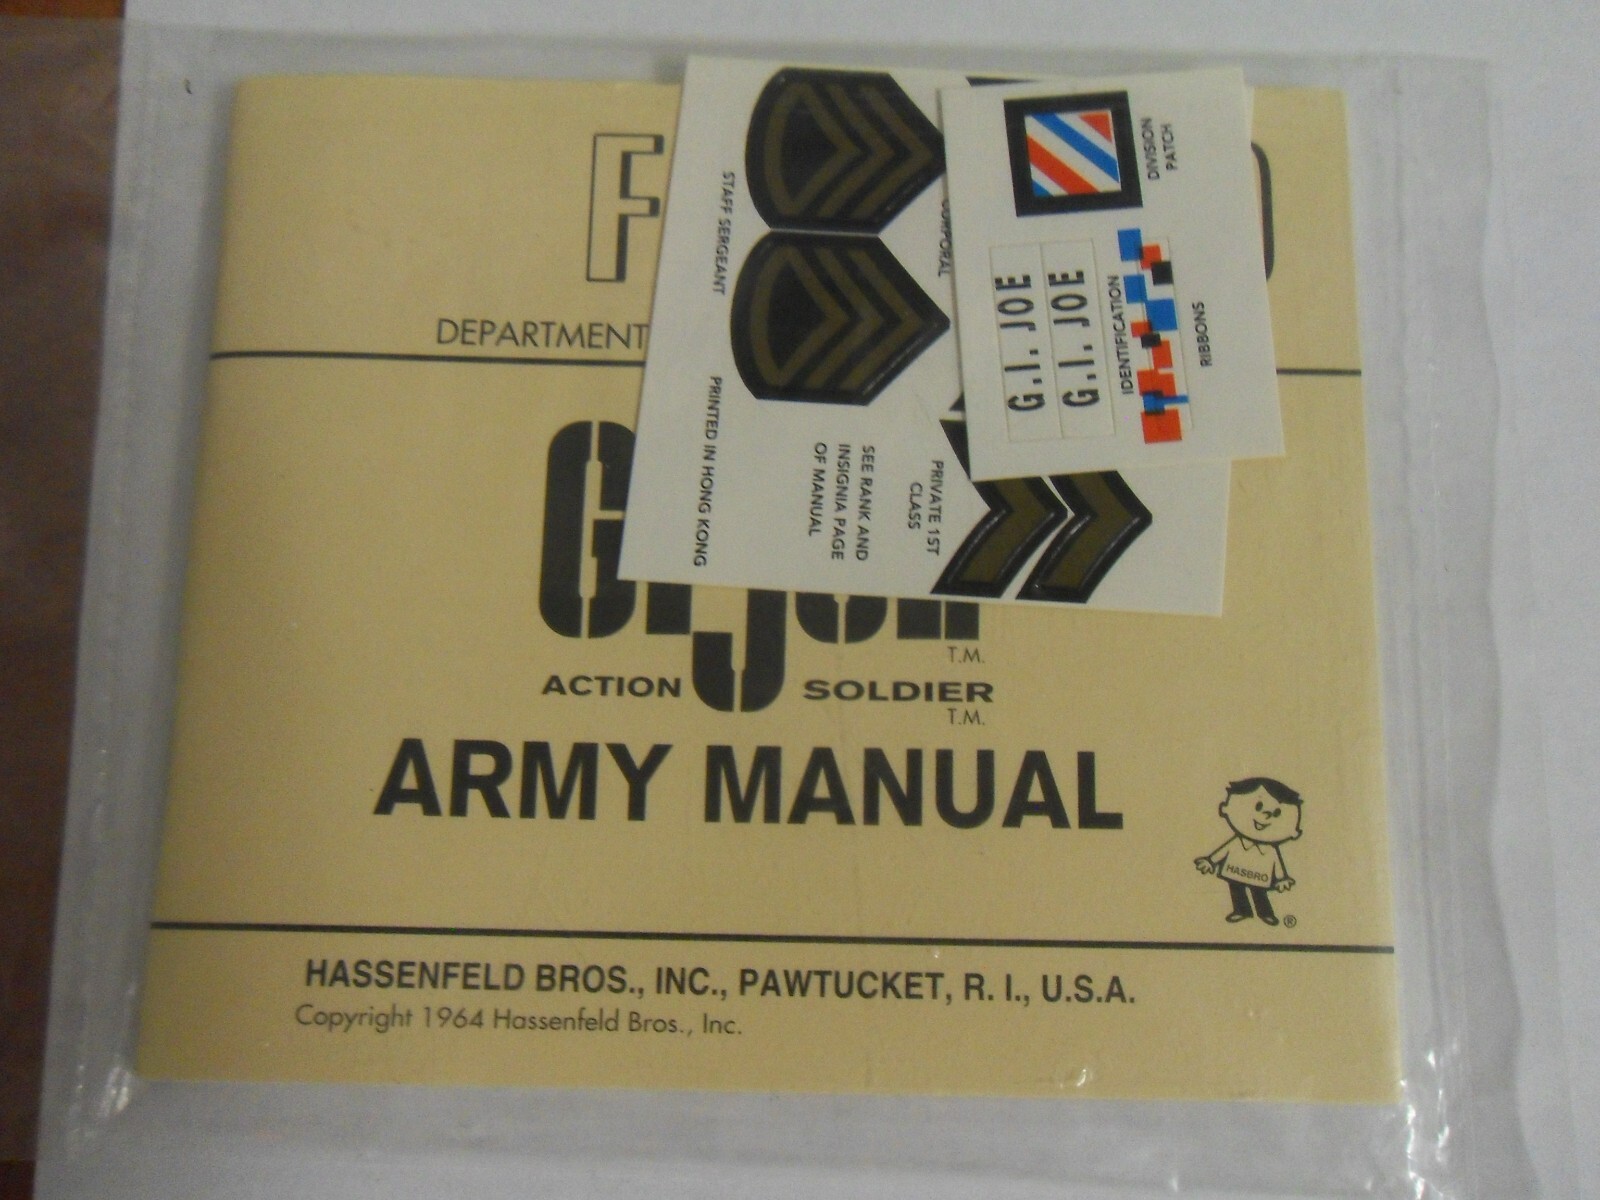 DEPARTMENT
STAFF SERGEANT
CORPORAL
PRINTED IN HONG KONG
SEE RANK AND
INSIGNIA PAGE
OF MANUAL
PRIVATE 1ST
CLASS
DIVISION
PATCH
G.I. JOE
G.I. JOE
IDENTIFICATION
RIBBONS
GI JOE
T.M.
ACTION SOLDIER
T.M.
ARMY MANUAL
HASBRO
®
HASSENFELD BROS., INC., PAWTUCKET, R. I., U.S.A.
Copyright 1964 Hassenfeld Bros., Inc.